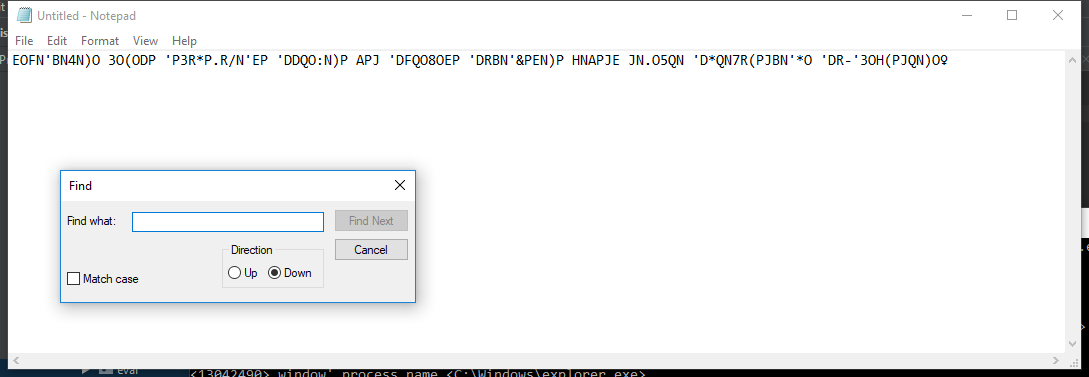 Untitled - Notepad
File Edit Format View Help
EOFN'BN4N)O 3O(ODP 'P3R*P.R/N'EP 'DDQO:N)P APJ 'DFQO8OEP 'DRBN'&PEN)P HNAPJE JN.O5QN 'D*QN7R(PJBN'*O 'DR-'3OH(PJQN)O♀
Find
Find what:
Find Next
Direction
Cancel
Up Down
Match case
eval
<13042490> window' process name <C:\Windows\explorer.exe>